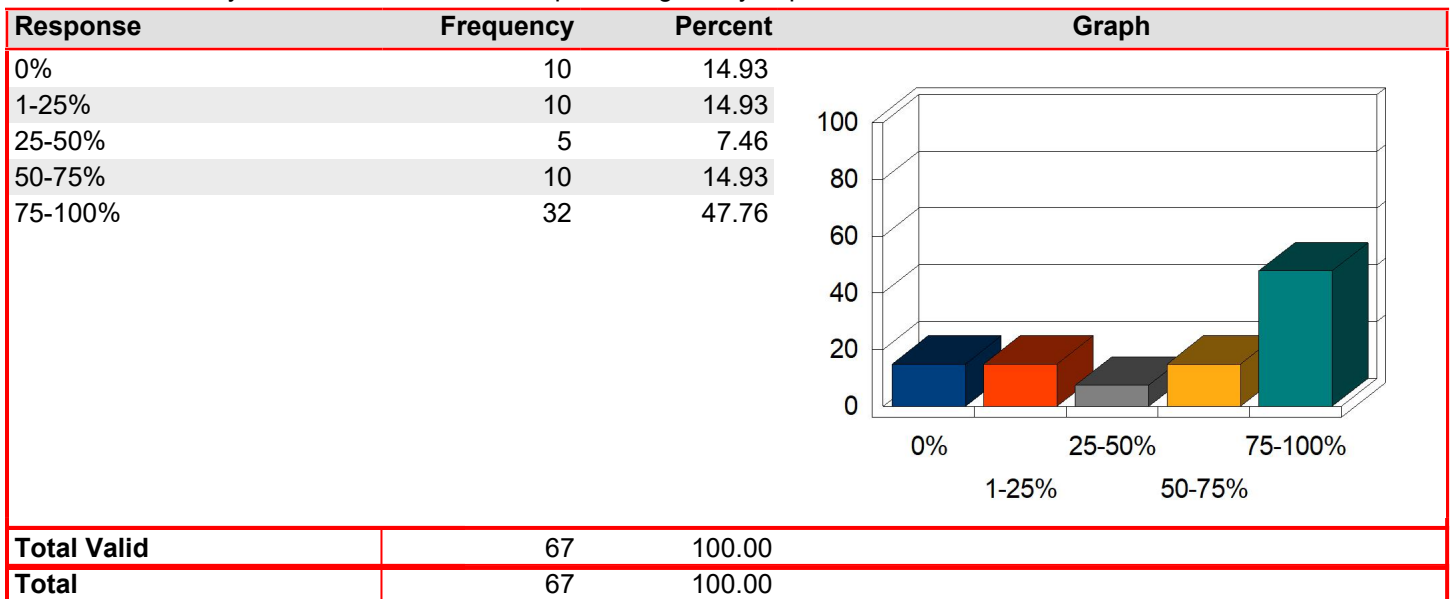 Response Frequency Percent Graph
0% 10 14.93
1-25% 10 14.93
25-50% 5 7.46
50-75% 10 14.93
75-100% 32 47.76
100
80
60
40
20
0
0% 25-50% 75-100%
1-25% 50-75%
Total Valid 67 100.00
Total 67 100.00